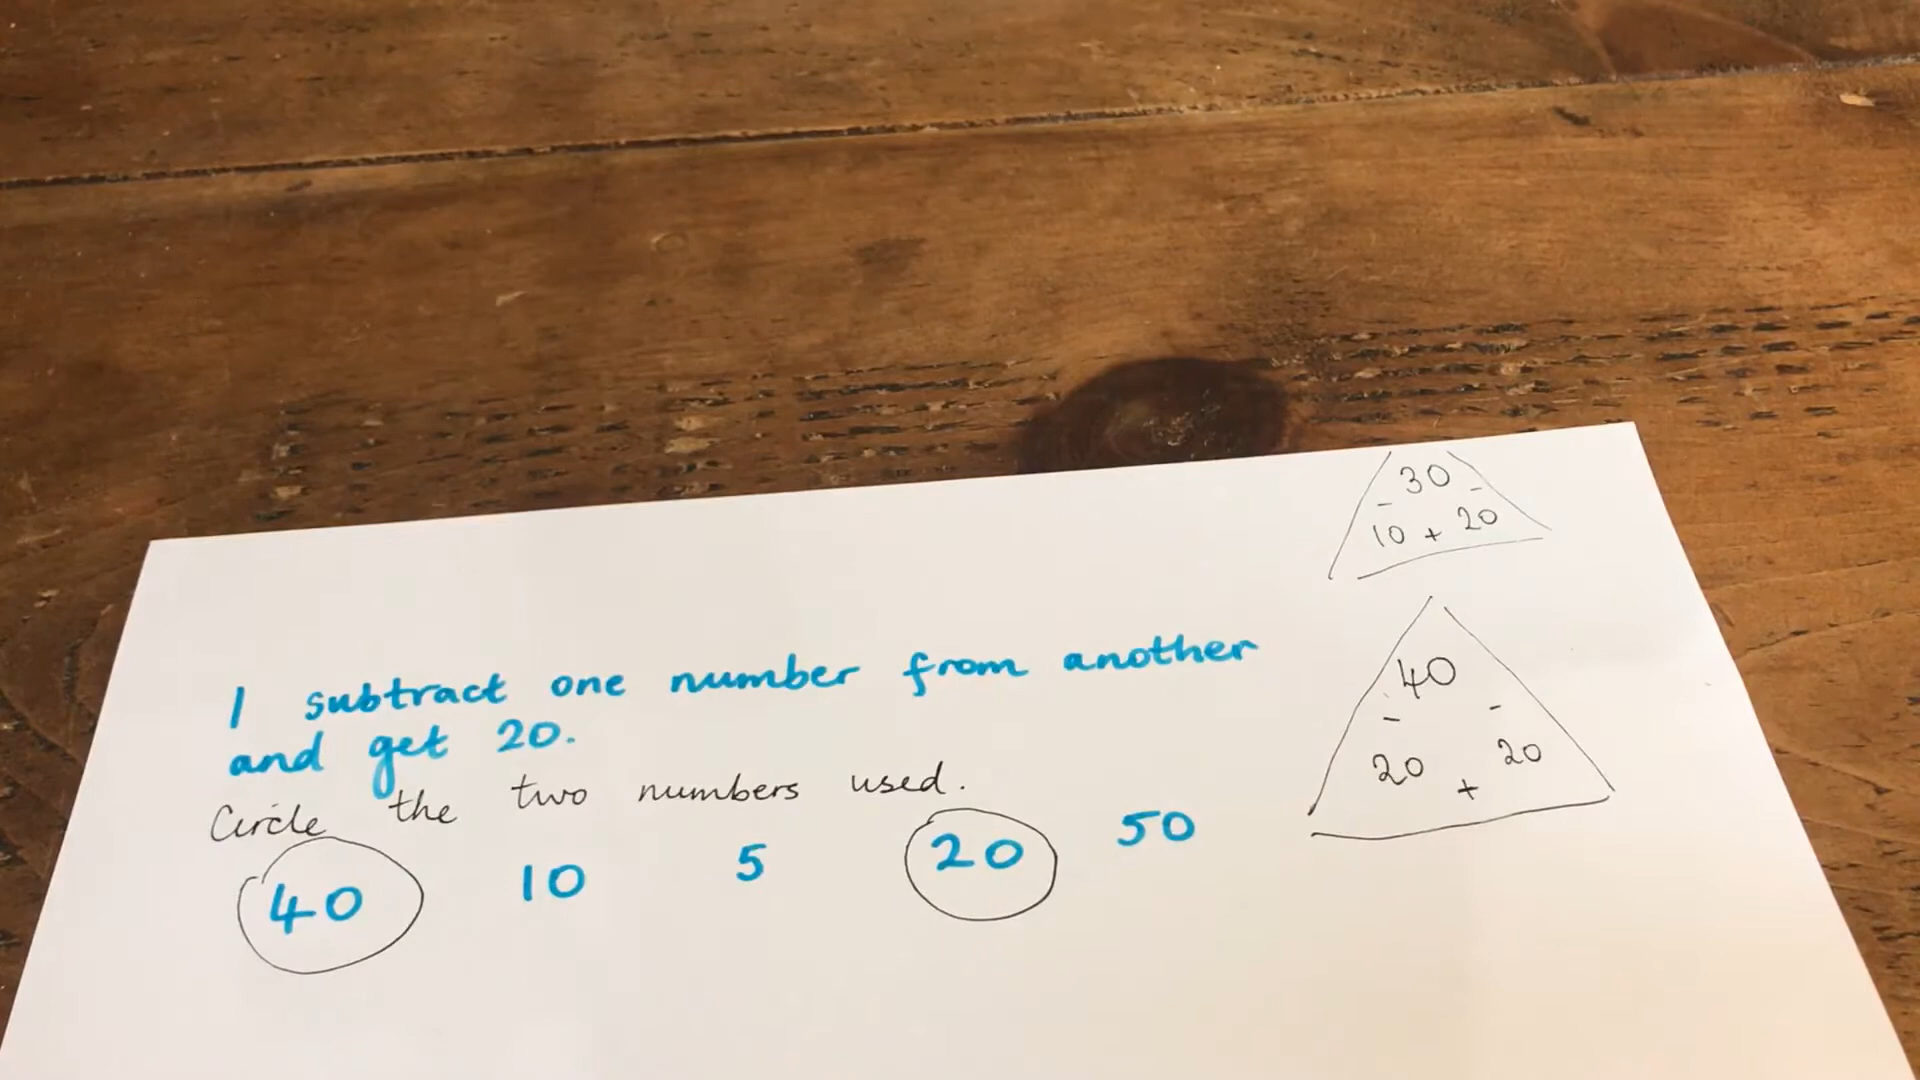 30
- -
10 + 20
I subtract one number from another
and get 20.
Circle the two numbers used.
40 10 5 20 50
40
- -
20 + 20